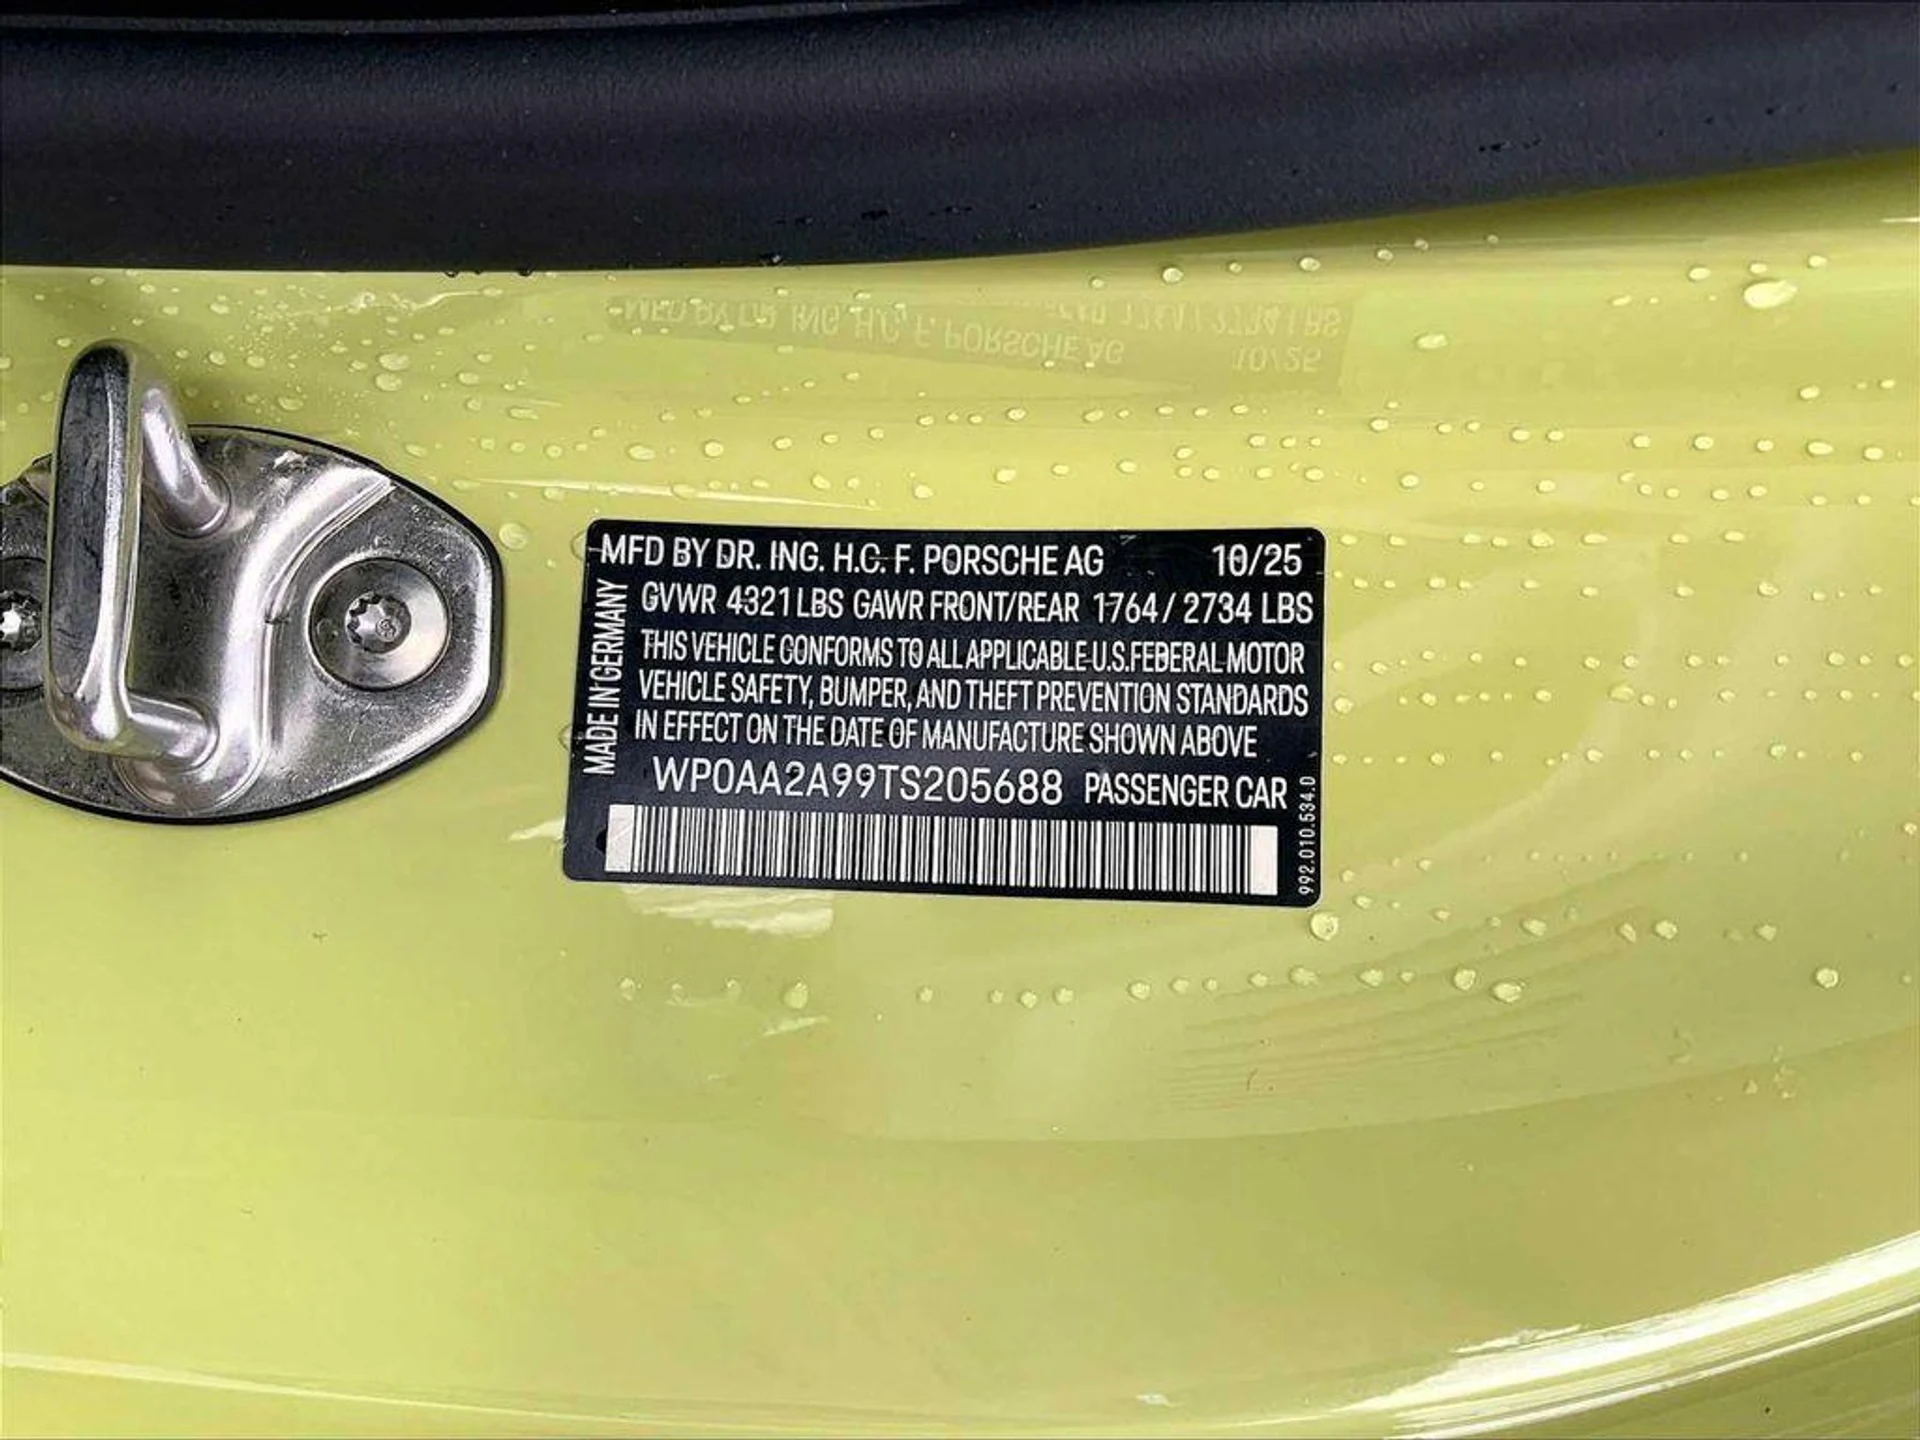 MFD BY DR. ING. H.C. F. PORSCHE AG 10/25
GVWR 4321 LBS GAWR FRONT/REAR 1764 / 2734 LBS
THIS VEHICLE CONFORMS TO ALL APPLICABLE U.S.FEDERAL MOTOR
VEHICLE SAFETY, BUMPER, AND THEFT PREVENTION STANDARDS
IN EFFECT ON THE DATE OF MANUFACTURE SHOWN ABOVE
WP0AA2A99TS205688 PASSENGER CAR
MADE IN GERMANY
992.010.534.0